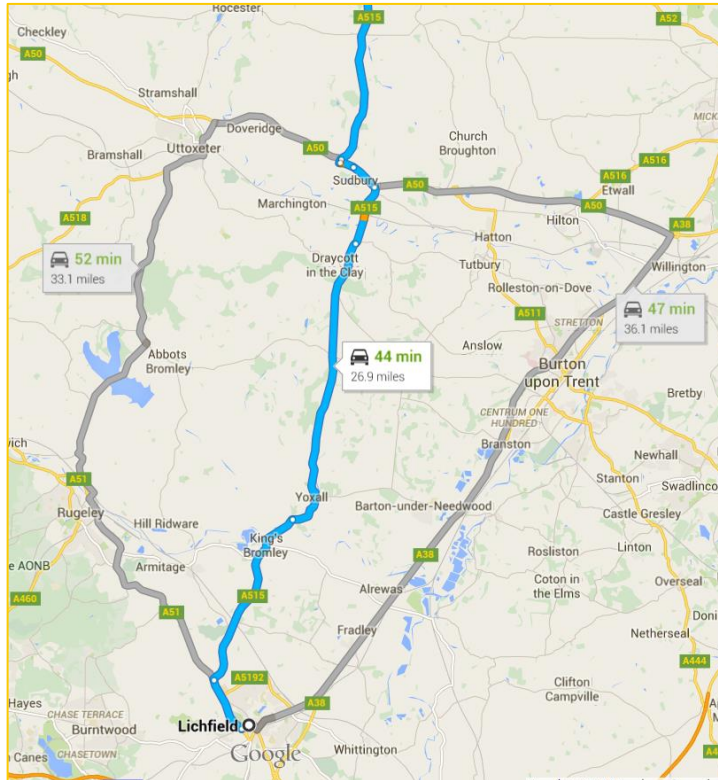 Rocester
A515
A52
Checkley
A50
Stramshall
Doveridge
Church
Broughton
Uttoxeter
A50
Bramshall
Sudbury
A516
A516
Etwall
A50
A50
Marchington
A515
Hilton
A38
A518
Hatton
Draycott
in the Clay
Tutbury
Willington
52 min
33.1 miles
Rolleston-on-Dove
47 min
36.1 miles
A511
STRETTON
44 min
26.9 miles
Anslow
Abbots
Bromley
Burton
upon Trent
Bretby
CENTRUM ONE
HUNDRED
Branston
Newhall
A51
Stanton
Swadlinco
Rugeley
Yoxall
Barton-under-Needwood
Hill Ridware
Castle Gresley
King's
Bromley
Linton
A38
Rosliston
e AONB
Armitage
Coton in
the Elms
Overseal
A460
Alrewas
A515
A51
Fradley
Netherseal
A444
A5192
Clifton
Campville
Hayes
A38
CHASE TERRACE
Burntwood
Lichfield
CHASETOWN
Google
Whittington
n Canes